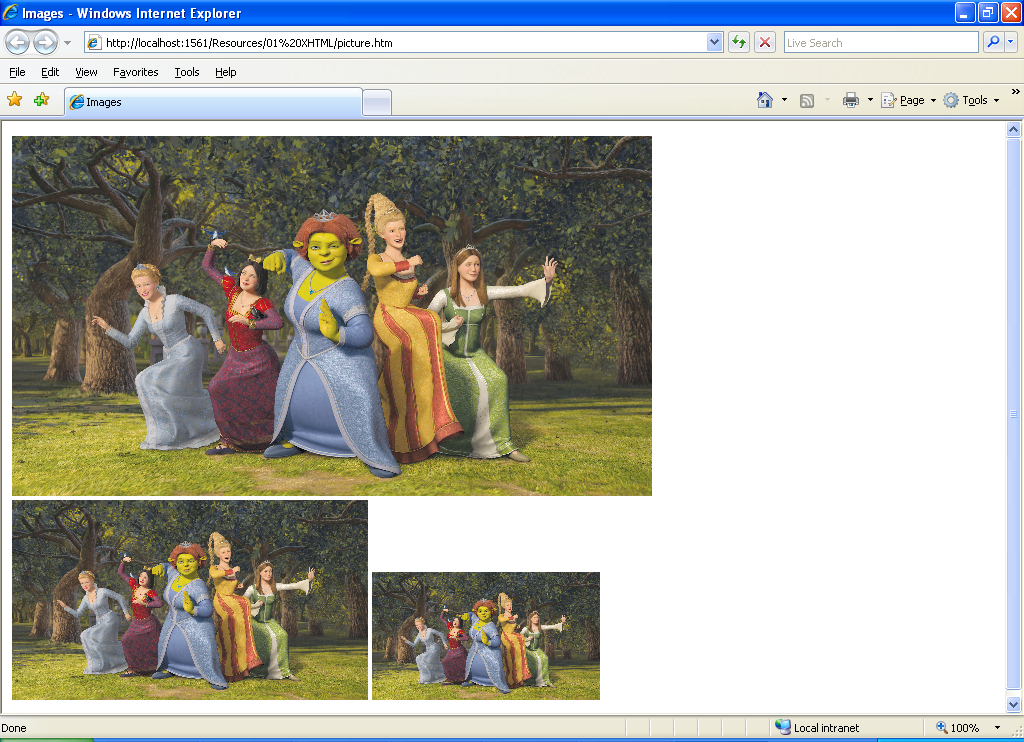 Images - Windows Internet Explorer
http://localhost:1561/Resources/01%20XHTML/picture.htm
Live Search
File Edit View Favorites Tools Help
Images
Page Tools
Done
Local intranet
100%